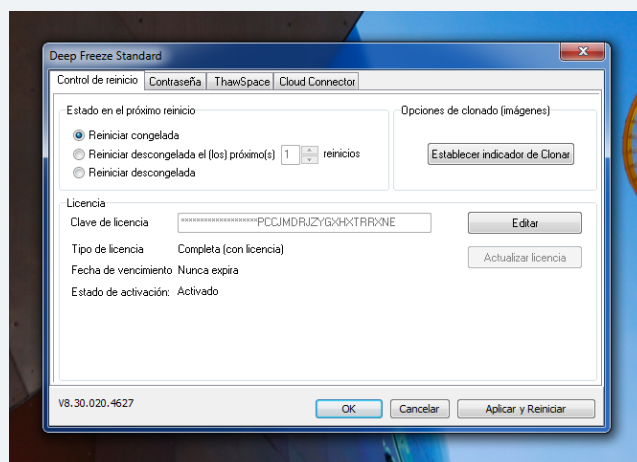 Deep Freeze Standard
Control de reinicio Contraseña ThawSpace Cloud Connector
Estado en el próximo reinicio
Reiniciar congelada
Reiniciar descongelada el (los) próximo(s) 1 reinicios
Reiniciar descongelada
Opciones de clonado (imágenes)
Establecer indicador de Clonar
Licencia
Clave de licencia ********************PCCJMDRJZYGXHXTRRXNE Editar
Tipo de licencia Completa (con licencia) Actualizar licencia
Fecha de vencimiento Nunca expira
Estado de activación: Activado
V8.30.020.4627 OK Cancelar Aplicar y Reiniciar